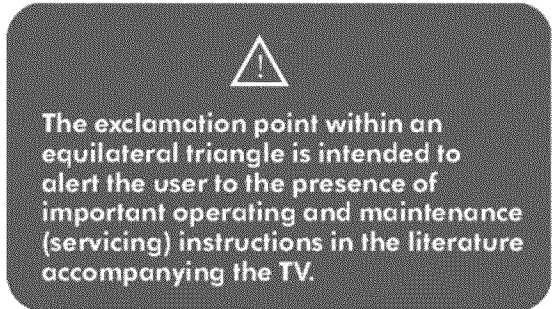 !
The exclamation point within an
equilateral triangle is intended to
alert the user to the presence of
important operating and maintenance
(servicing) instructions in the literature
accompanying the TV.